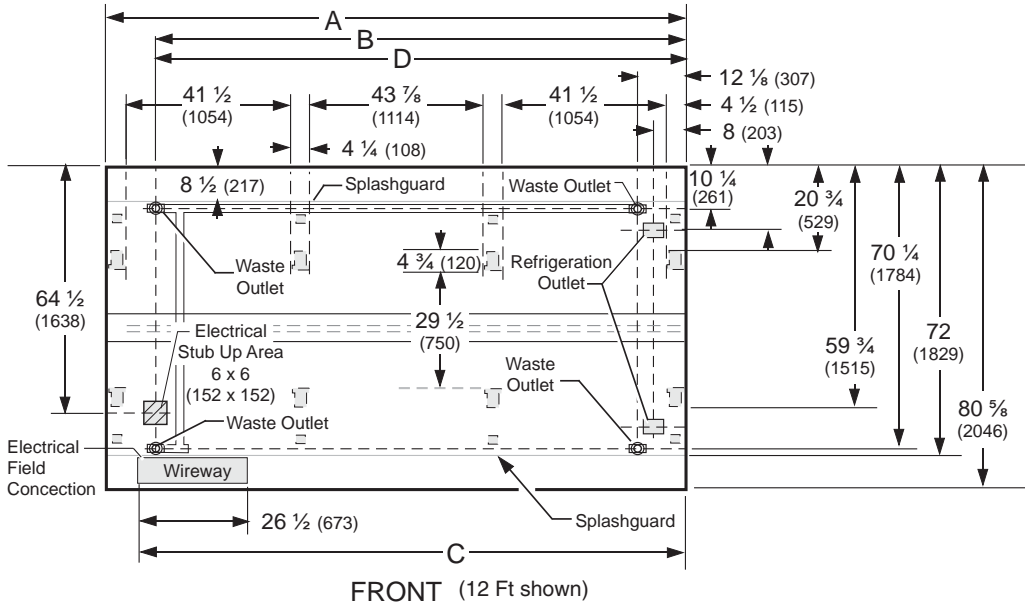 A
B
D
41 ½
(1054)
43 ⅞
(1114)
41 ½
(1054)
12 ⅛ (307)
4 ½ (115)
8 (203)
4 ¼ (108)
8 ½ (217)
Splashguard
Waste Outlet
10 ¼
(261)
20 ¾
(529)
Waste
Outlet
4 ¾ (120)
Refrigeration
Outlet
70 ¼
(1784)
64 ½
(1638)
29 ½
(750)
Electrical
Stub Up Area
6 x 6
(152 x 152)
59 ¾
(1515)
72
(1829)
Waste
Outlet
80 ⅝
(2046)
Waste Outlet
Electrical
Field
Concection
Wireway
26 ½ (673)
Splashguard
C
FRONT (12 Ft shown)